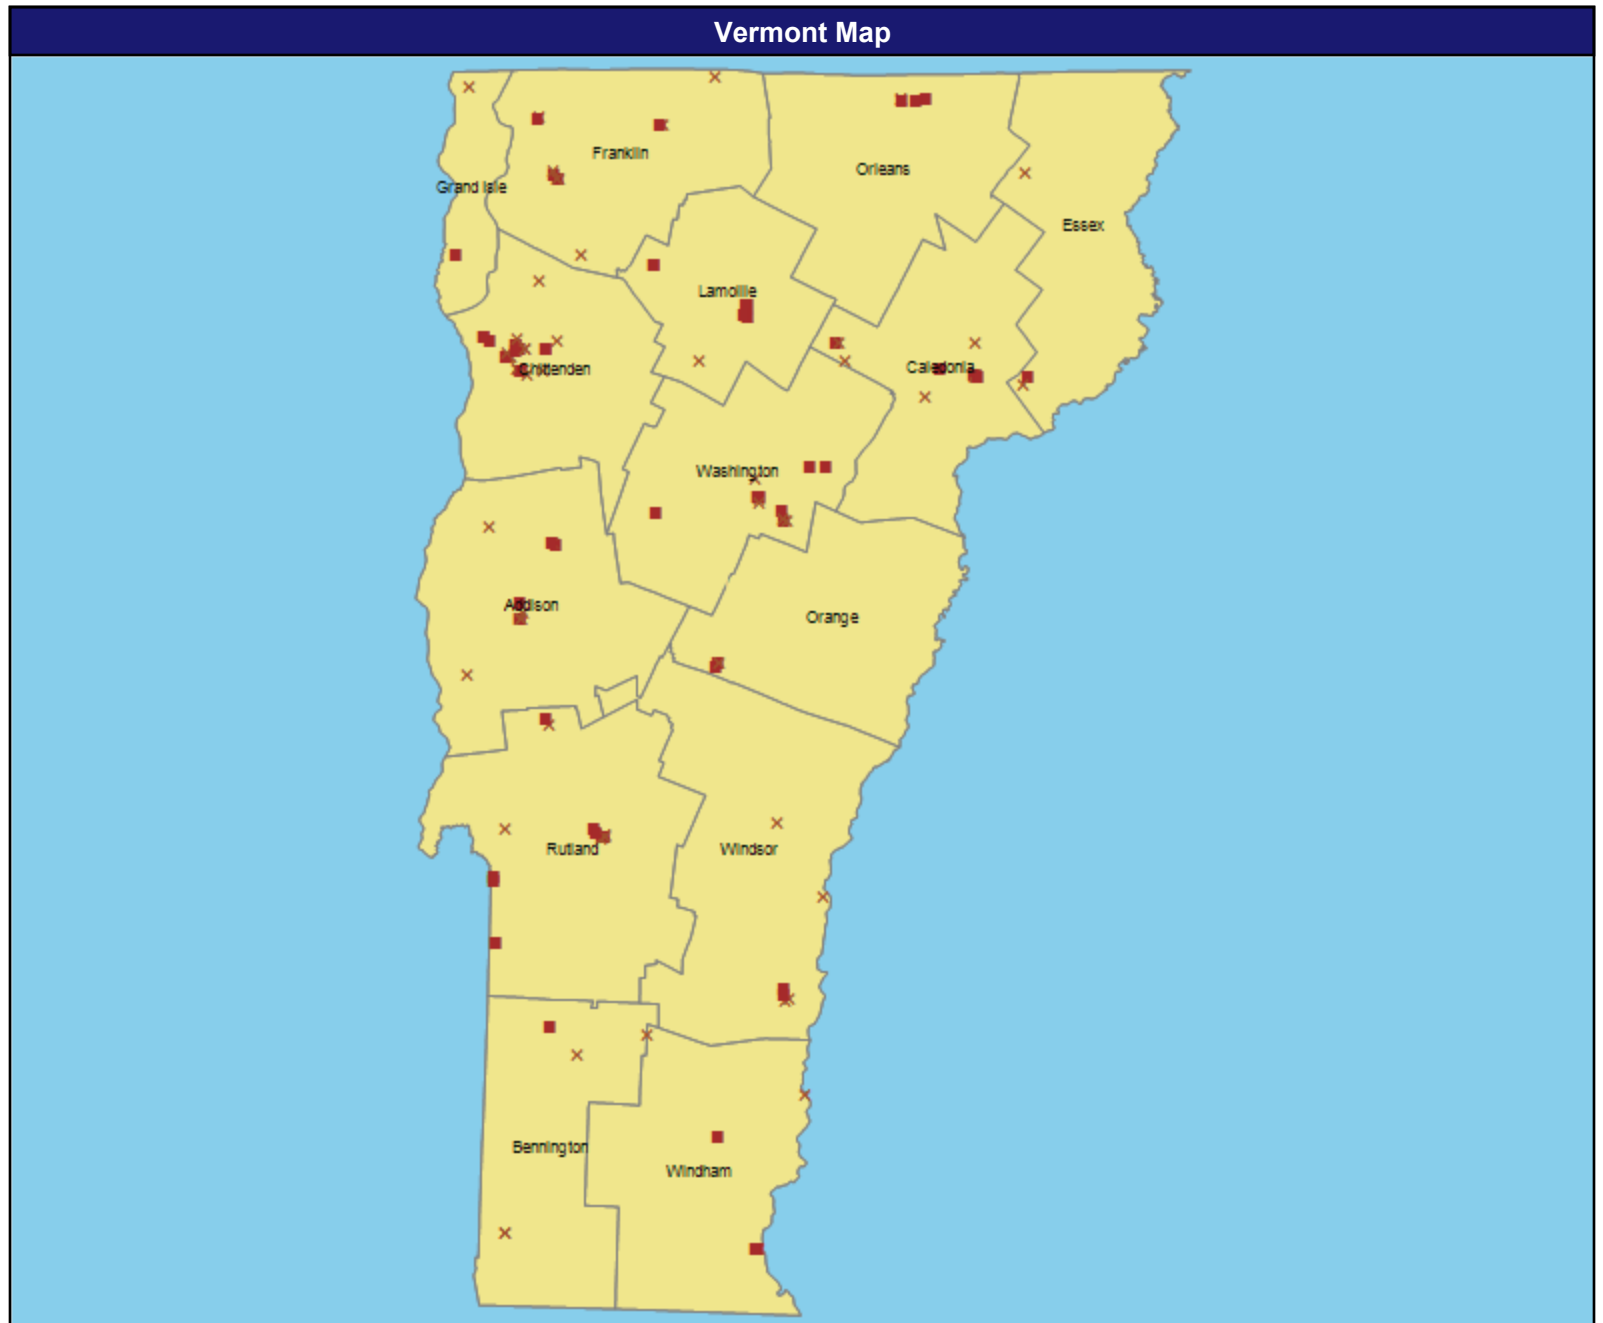 Vermont Map
Franklin
Orleans
Grand Isle
Essex
Lamoille
Chittenden
Caledonia
Washington
Addison
Orange
Rutland
Windsor
Bennington
Windham